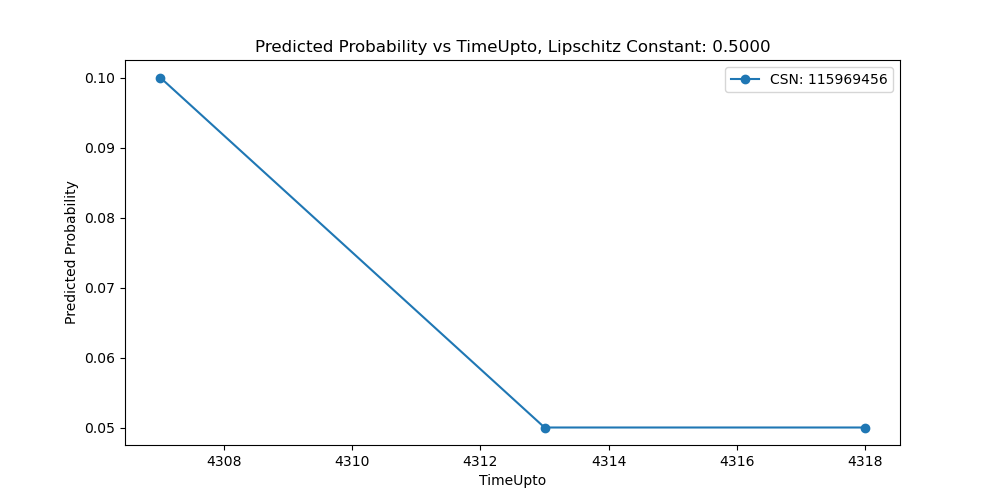 Predicted Probability vs TimeUpto, Lipschitz Constant: 0.5000
CSN: 115969456
Predicted Probability
0.10
0.09
0.08
0.07
0.06
0.05
4308 4310 4312 4314 4316 4318
TimeUpto